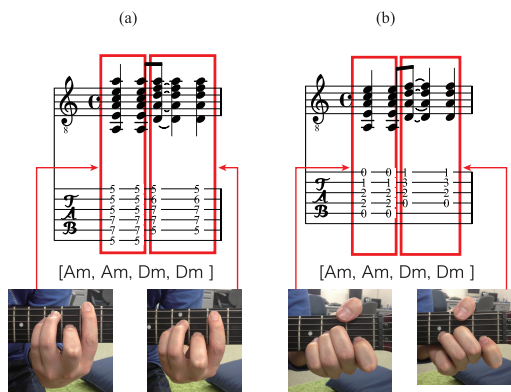 (a) (b)
8 8
5 5 5 5
5 5 6 6
5 5 7 7
7 7 7 7
7 7 5 5
5 5
T
A
B
[Am, Am, Dm, Dm ]
0 0 1 1
1 1 3 3
2 2 2 2
2 2 0 0
0 0
T
A
B
[Am, Am, Dm, Dm ]